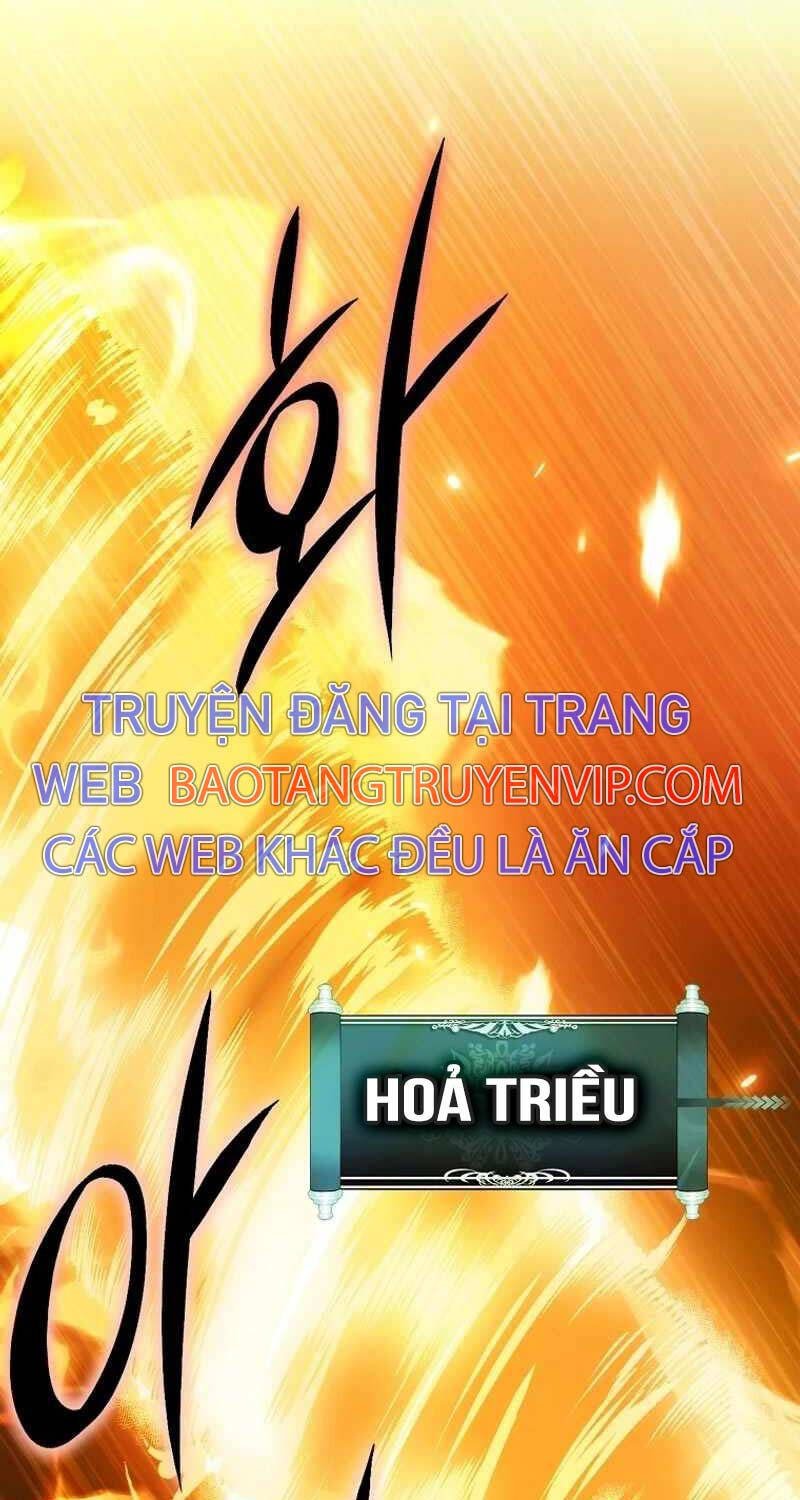 화
TRUYỆN ĐĂNG TẠI TRANG
WEB BAOTANGTRUYENVIP.COM
CÁC WEB KHÁC ĐỀU LÀ ĂN CẮP
HOẢ TRIỀU
아